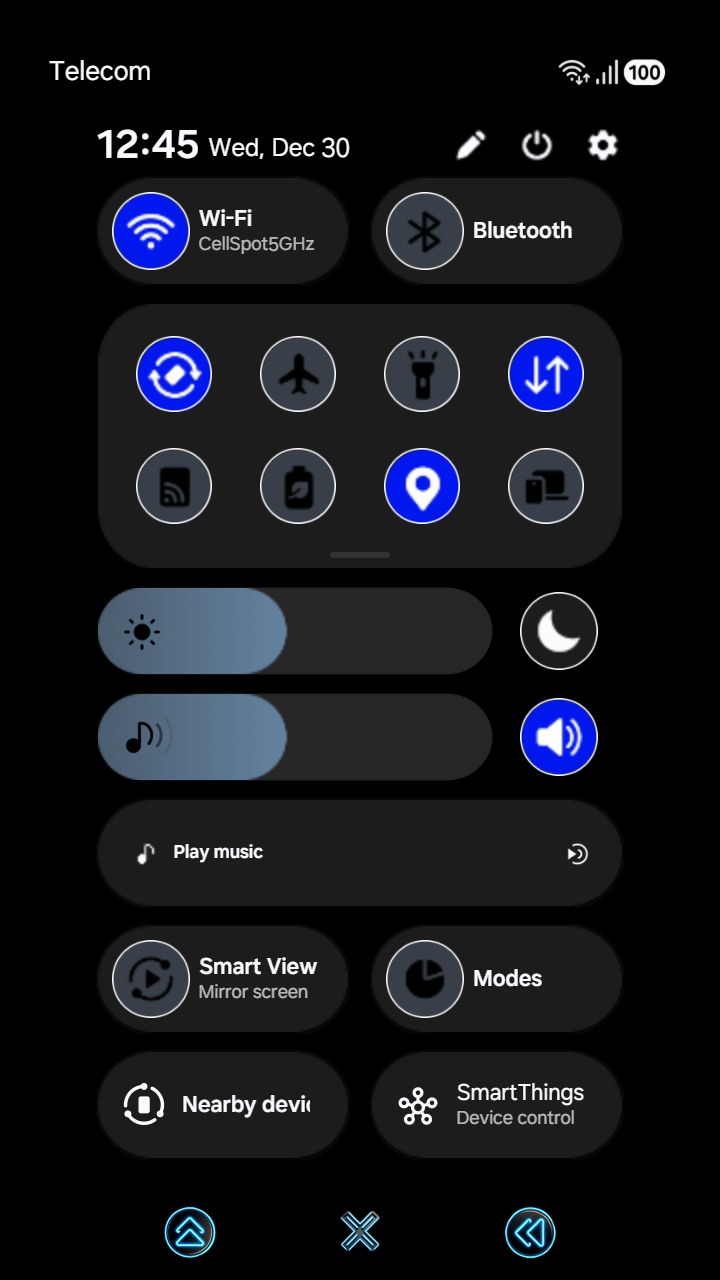 Telecom
100
12:45 Wed, Dec 30
Wi-Fi
CellSpot5GHz
Bluetooth
Play music
Smart View
Mirror screen
Modes
Nearby devi
SmartThings
Device control